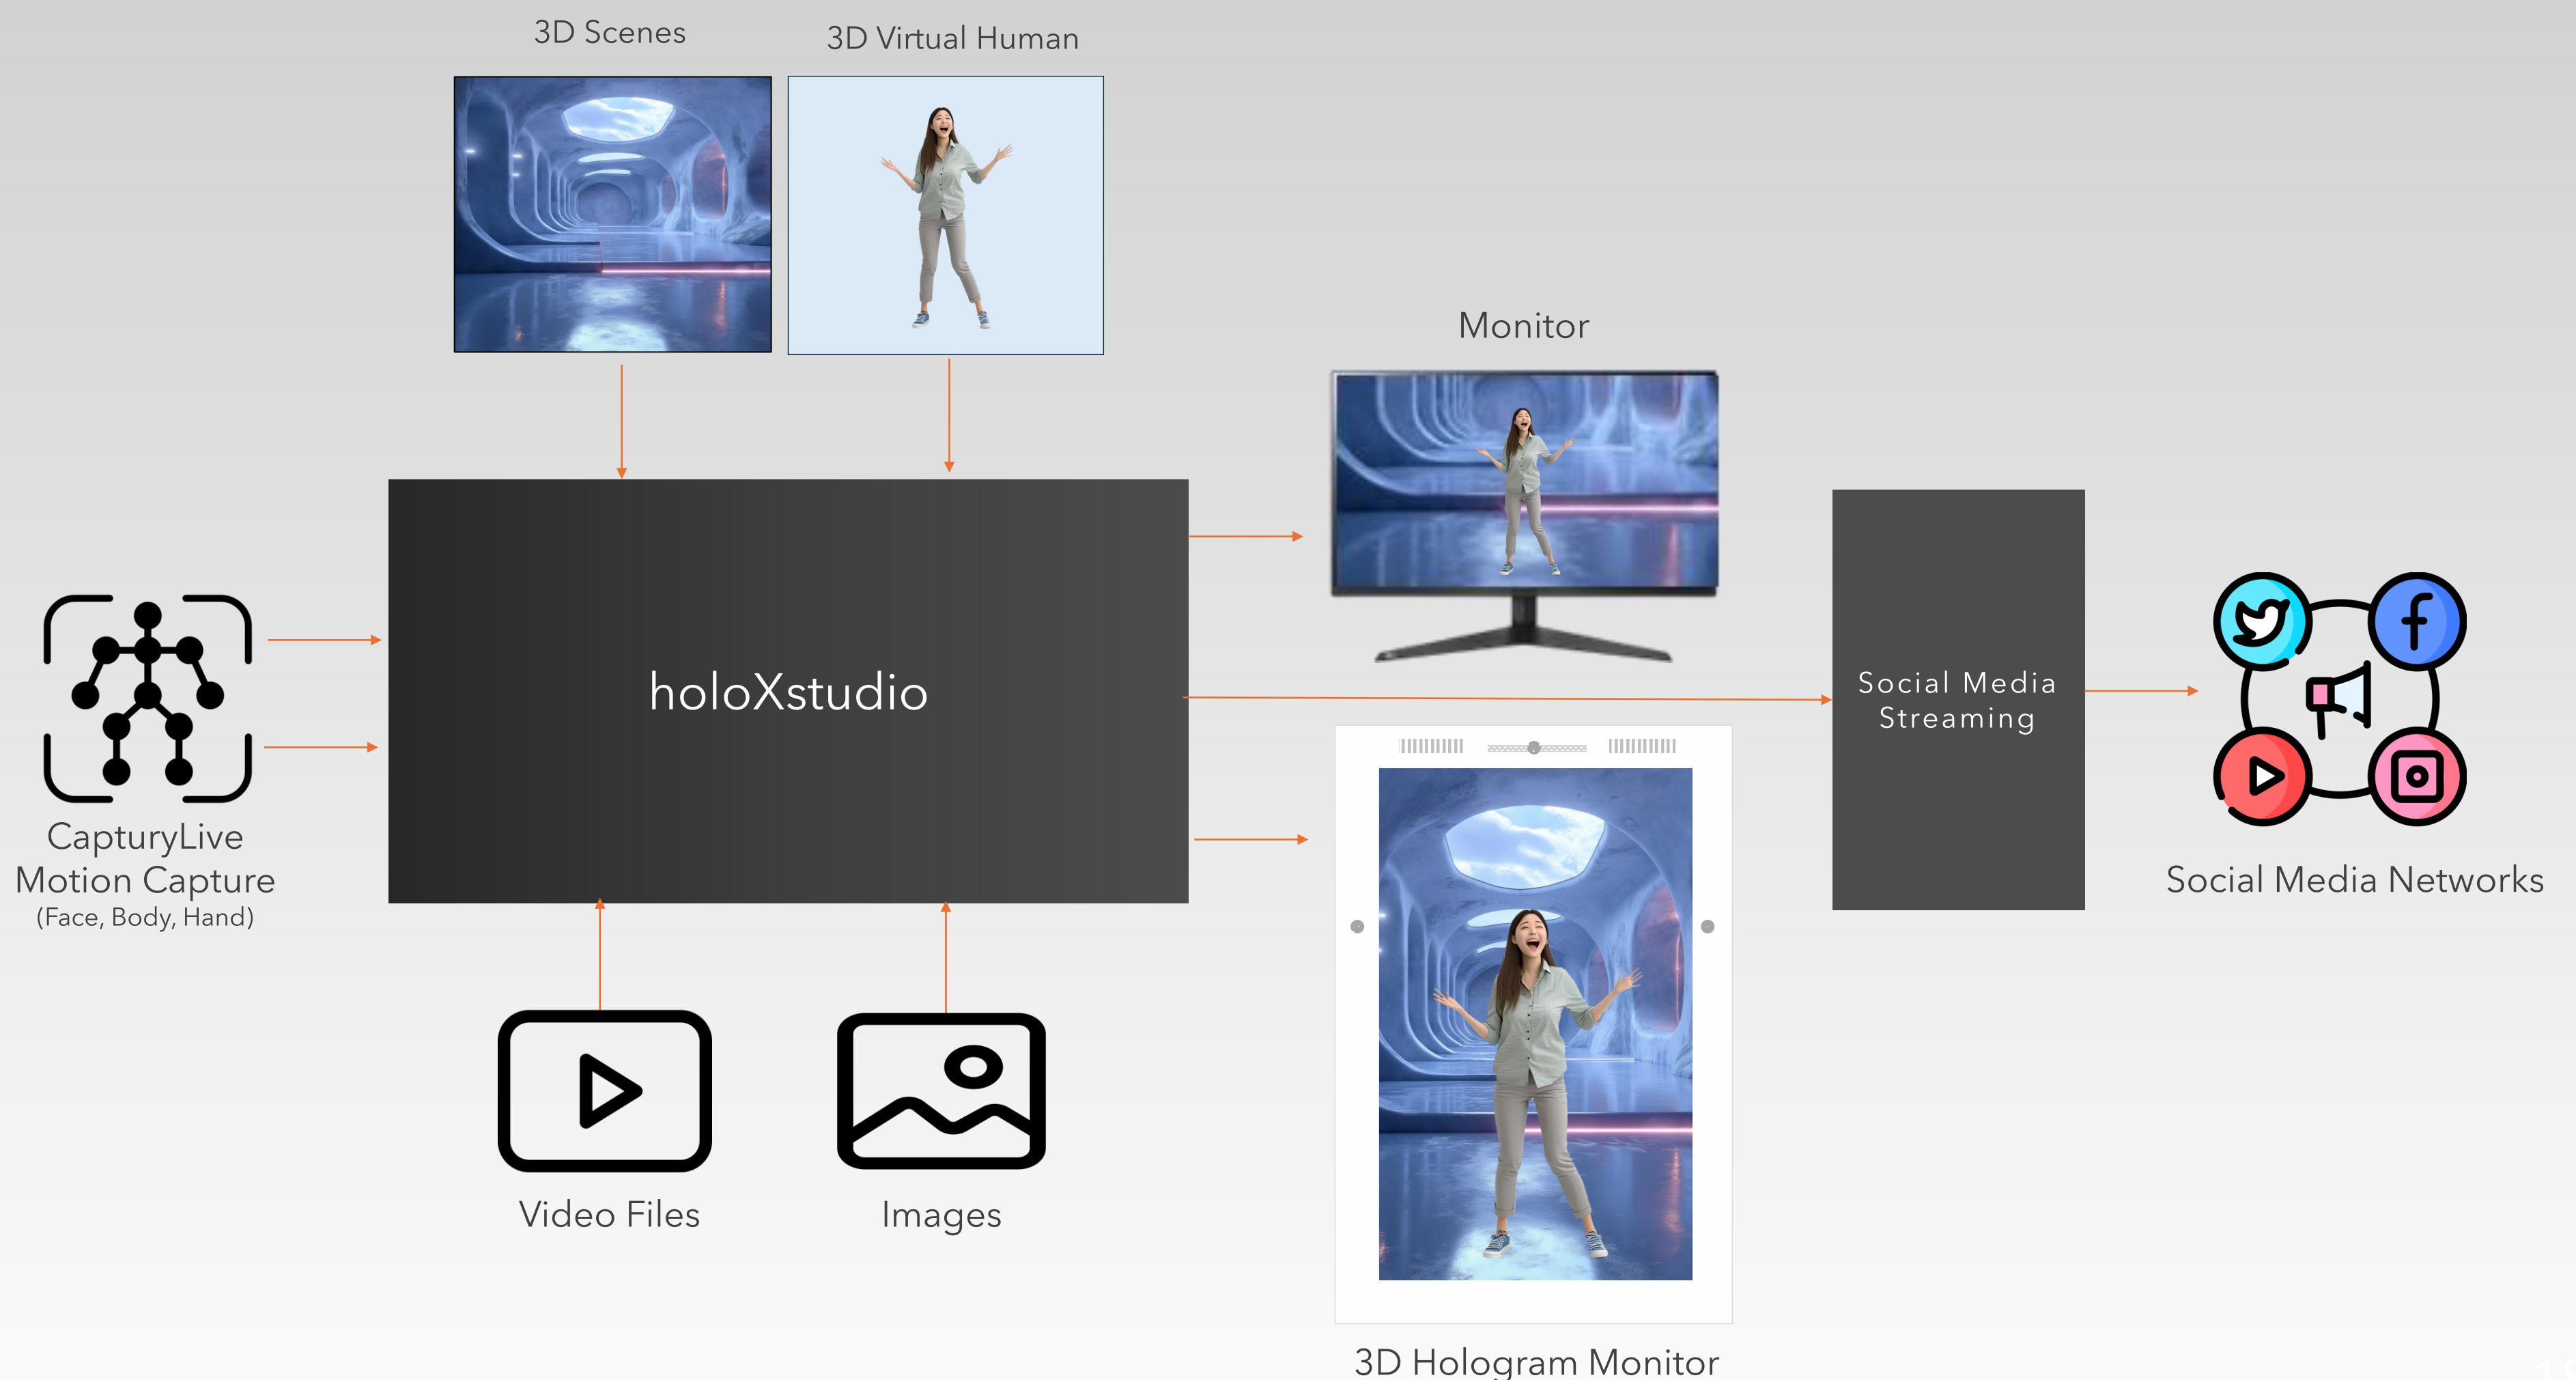 3D Scenes
3D Virtual Human
Monitor
holoXstudio
Social Media
Streaming
CapturyLive
Motion Capture
(Face, Body, Hand)
Social Media Networks
Video Files
Images
3D Hologram Monitor